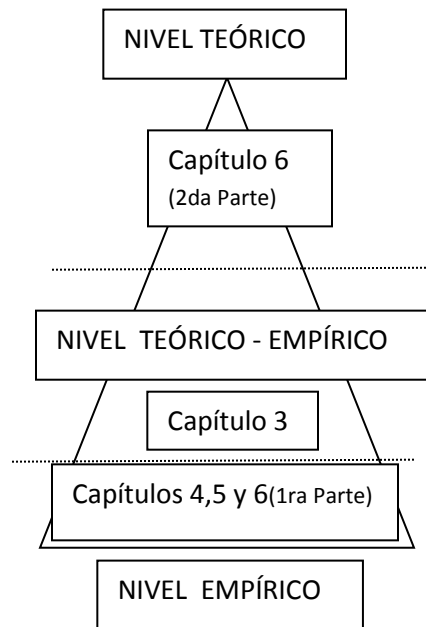 NIVEL TEÓRICO
Capítulo 6
(2da Parte)
NIVEL TEÓRICO - EMPÍRICO
Capítulo 3
Capítulos 4,5 y 6(1ra Parte)
NIVEL EMPÍRICO